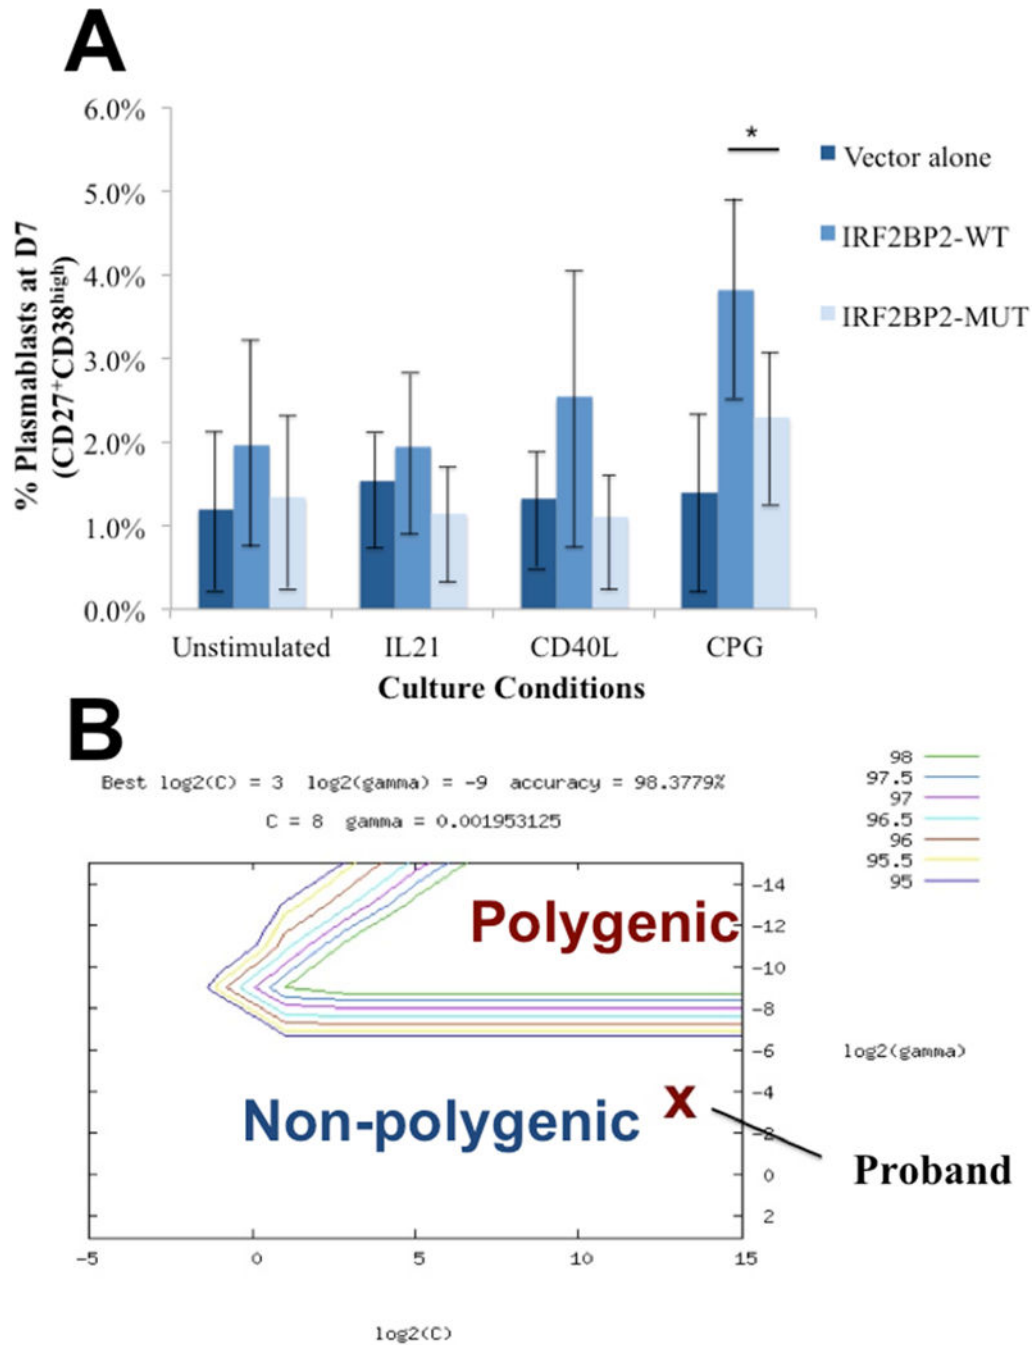 A
6.0%
5.0%
4.0%
3.0%
2.0%
1.0%
0.0%
% Plasmablasts at D7
(CD27+CD38high)
*
Vector alone
IRF2BP2-WT
IRF2BP2-MUT
Unstimulated IL21 CD40L CPG
Culture Conditions
B
Best log2(C) = 3 log2(gamma) = -9 accuracy = 98.3779%
C = 8 gamma = 0.001953125
98
97.5
97
96.5
96
95.5
95
Polygenic
Non-polygenic
X
Proband
-14
-12
-10
-8
-6
-4
-2
0
2
log2(gamma)
-5 0 5 10 15
log2(C)